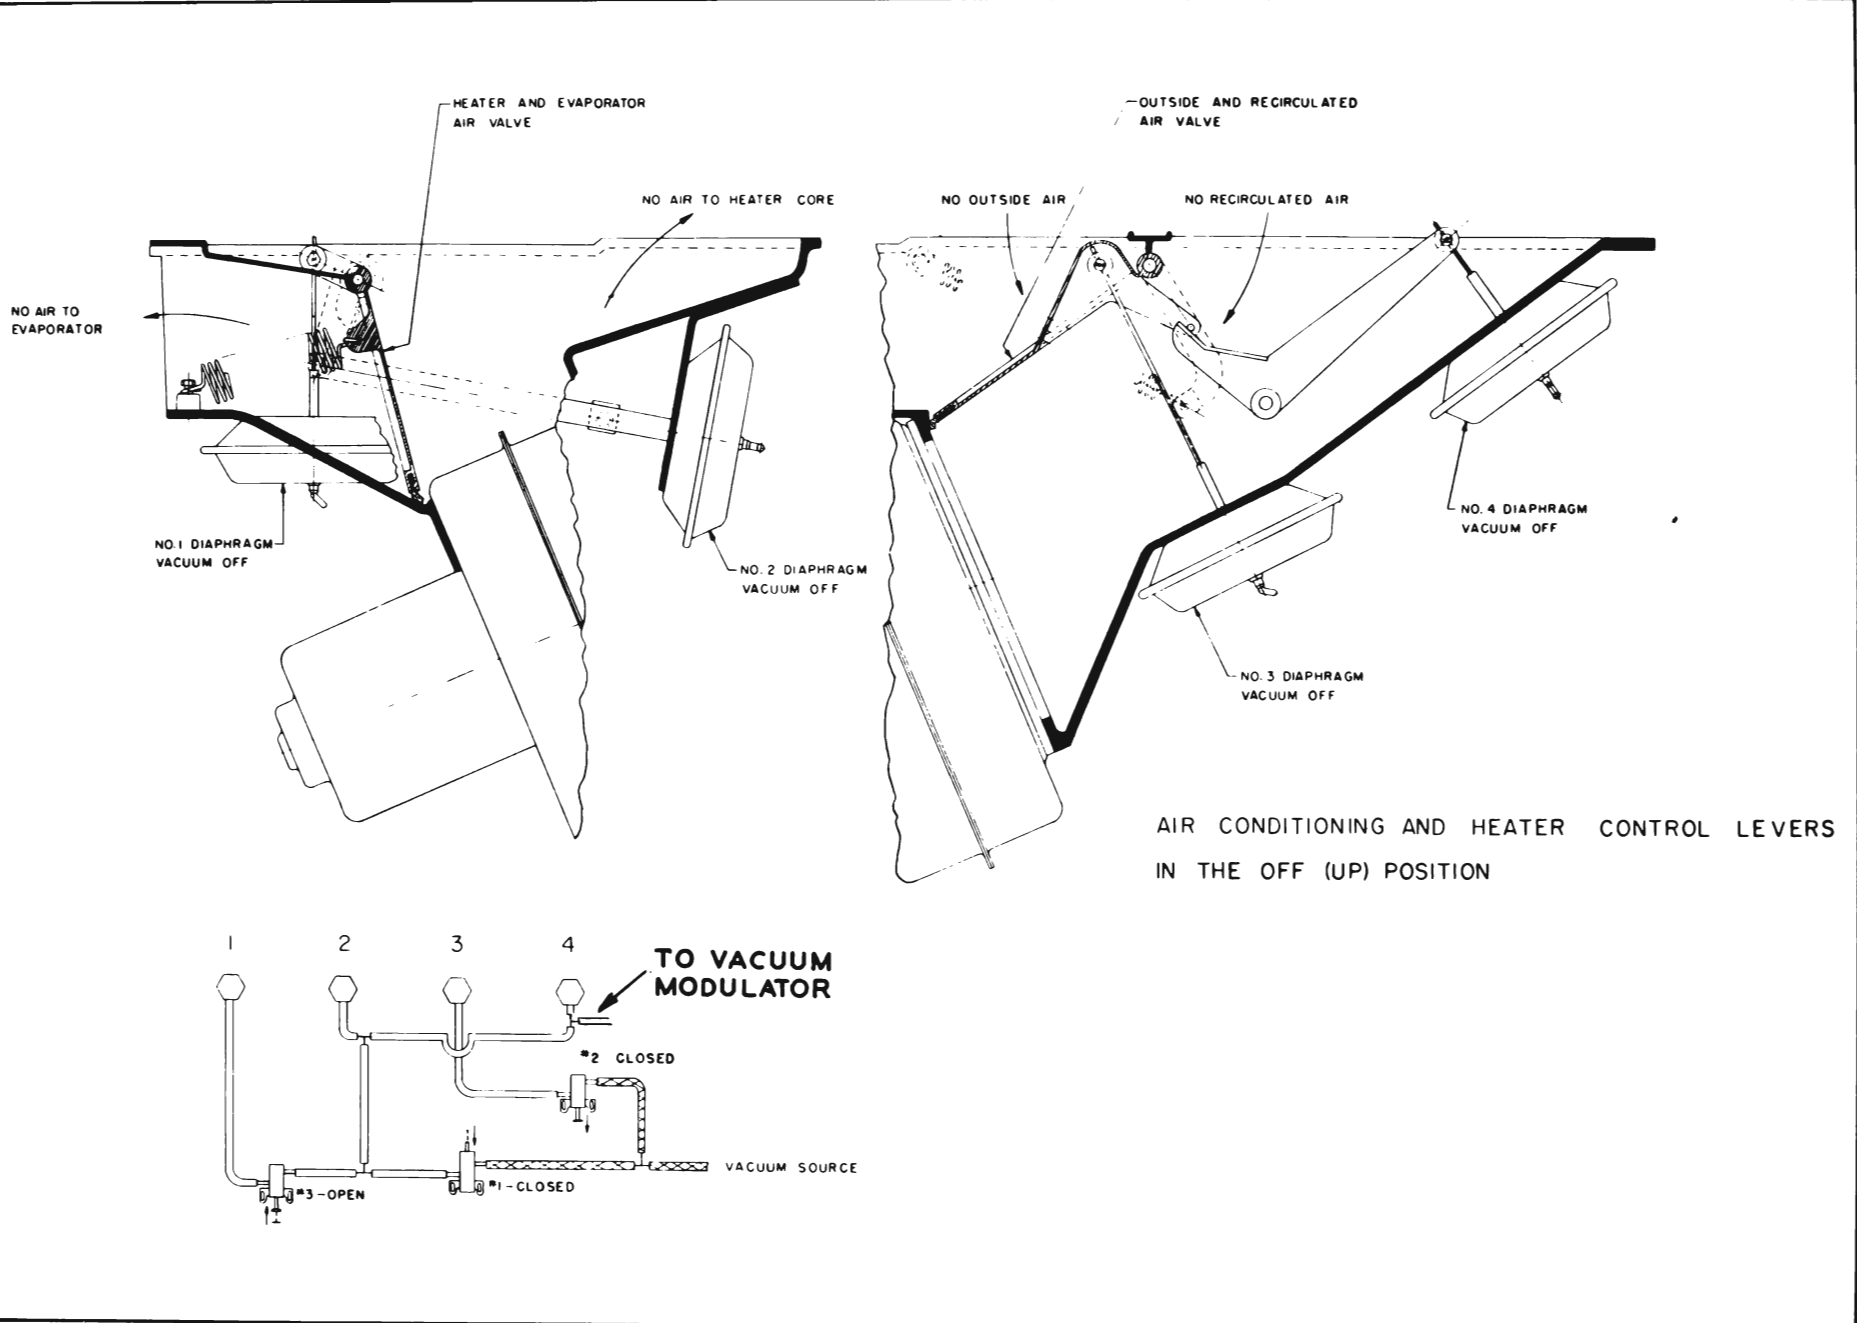 HEATER AND EVAPORATOR
AIR VALVE
OUTSIDE AND RECIRCULATED
AIR VALVE
NO AIR TO HEATER CORE
NO OUTSIDE AIR
NO RECIRCULATED AIR
NO AIR TO
EVAPORATOR
NO. 1 DIAPHRAGM
VACUUM OFF
NO. 2 DIAPHRAGM
VACUUM OFF
NO. 4 DIAPHRAGM
VACUUM OFF
NO. 3 DIAPHRAGM
VACUUM OFF
AIR CONDITIONING AND HEATER CONTROL LEVERS
IN THE OFF (UP) POSITION
1 2 3 4
TO VACUUM
MODULATOR
#2 CLOSED
VACUUM SOURCE
#1-CLOSED
#3-OPEN